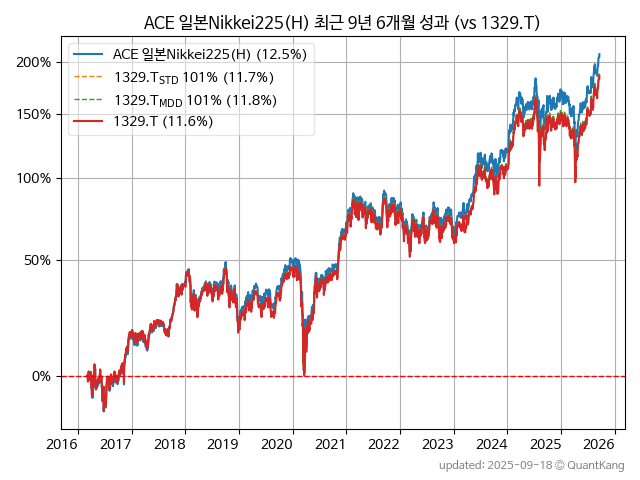 ACE 일본Nikkei225(H) 최근 9년 6개월 성과 (vs 1329.T)
ACE 일본Nikkei225(H) (12.5%)
1329.T_STD 101% (11.7%)
1329.T_MDD 101% (11.8%)
1329.T (11.6%)
200%
150%
100%
50%
0%
2016 2017 2018 2019 2020 2021 2022 2023 2024 2025 2026
updated: 2025-09-18 © QuantKang